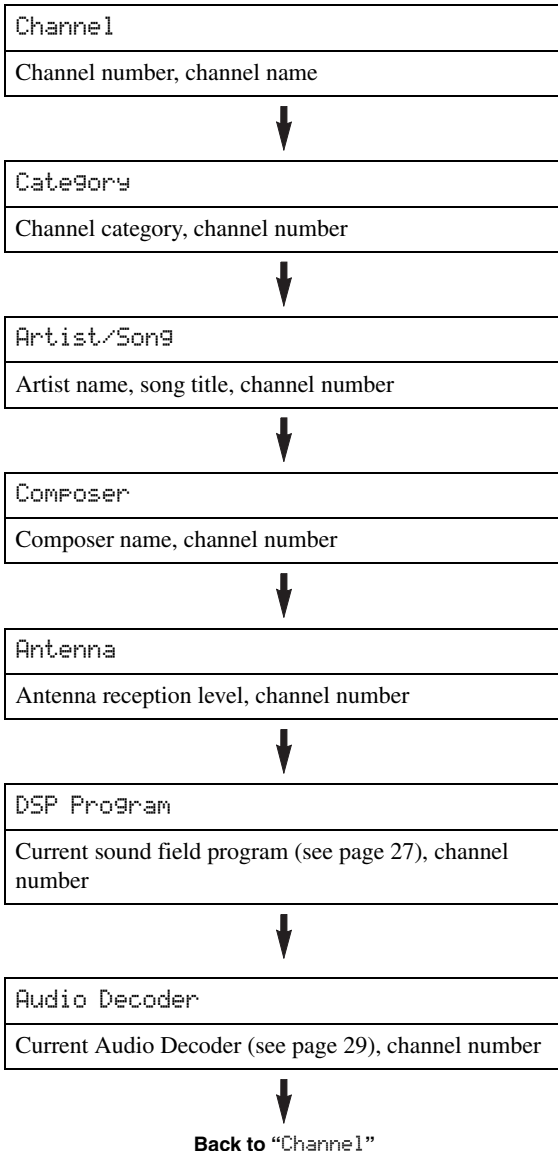 Channel
Channel number, channel name
Category
Channel category, channel number
Artist/Song
Artist name, song title, channel number
Composer
Composer name, channel number
Antenna
Antenna reception level, channel number
DSP Program
Current sound field program (see page 27), channel
number
Audio Decoder
Current Audio Decoder (see page 29), channel number
Back to “Channel”